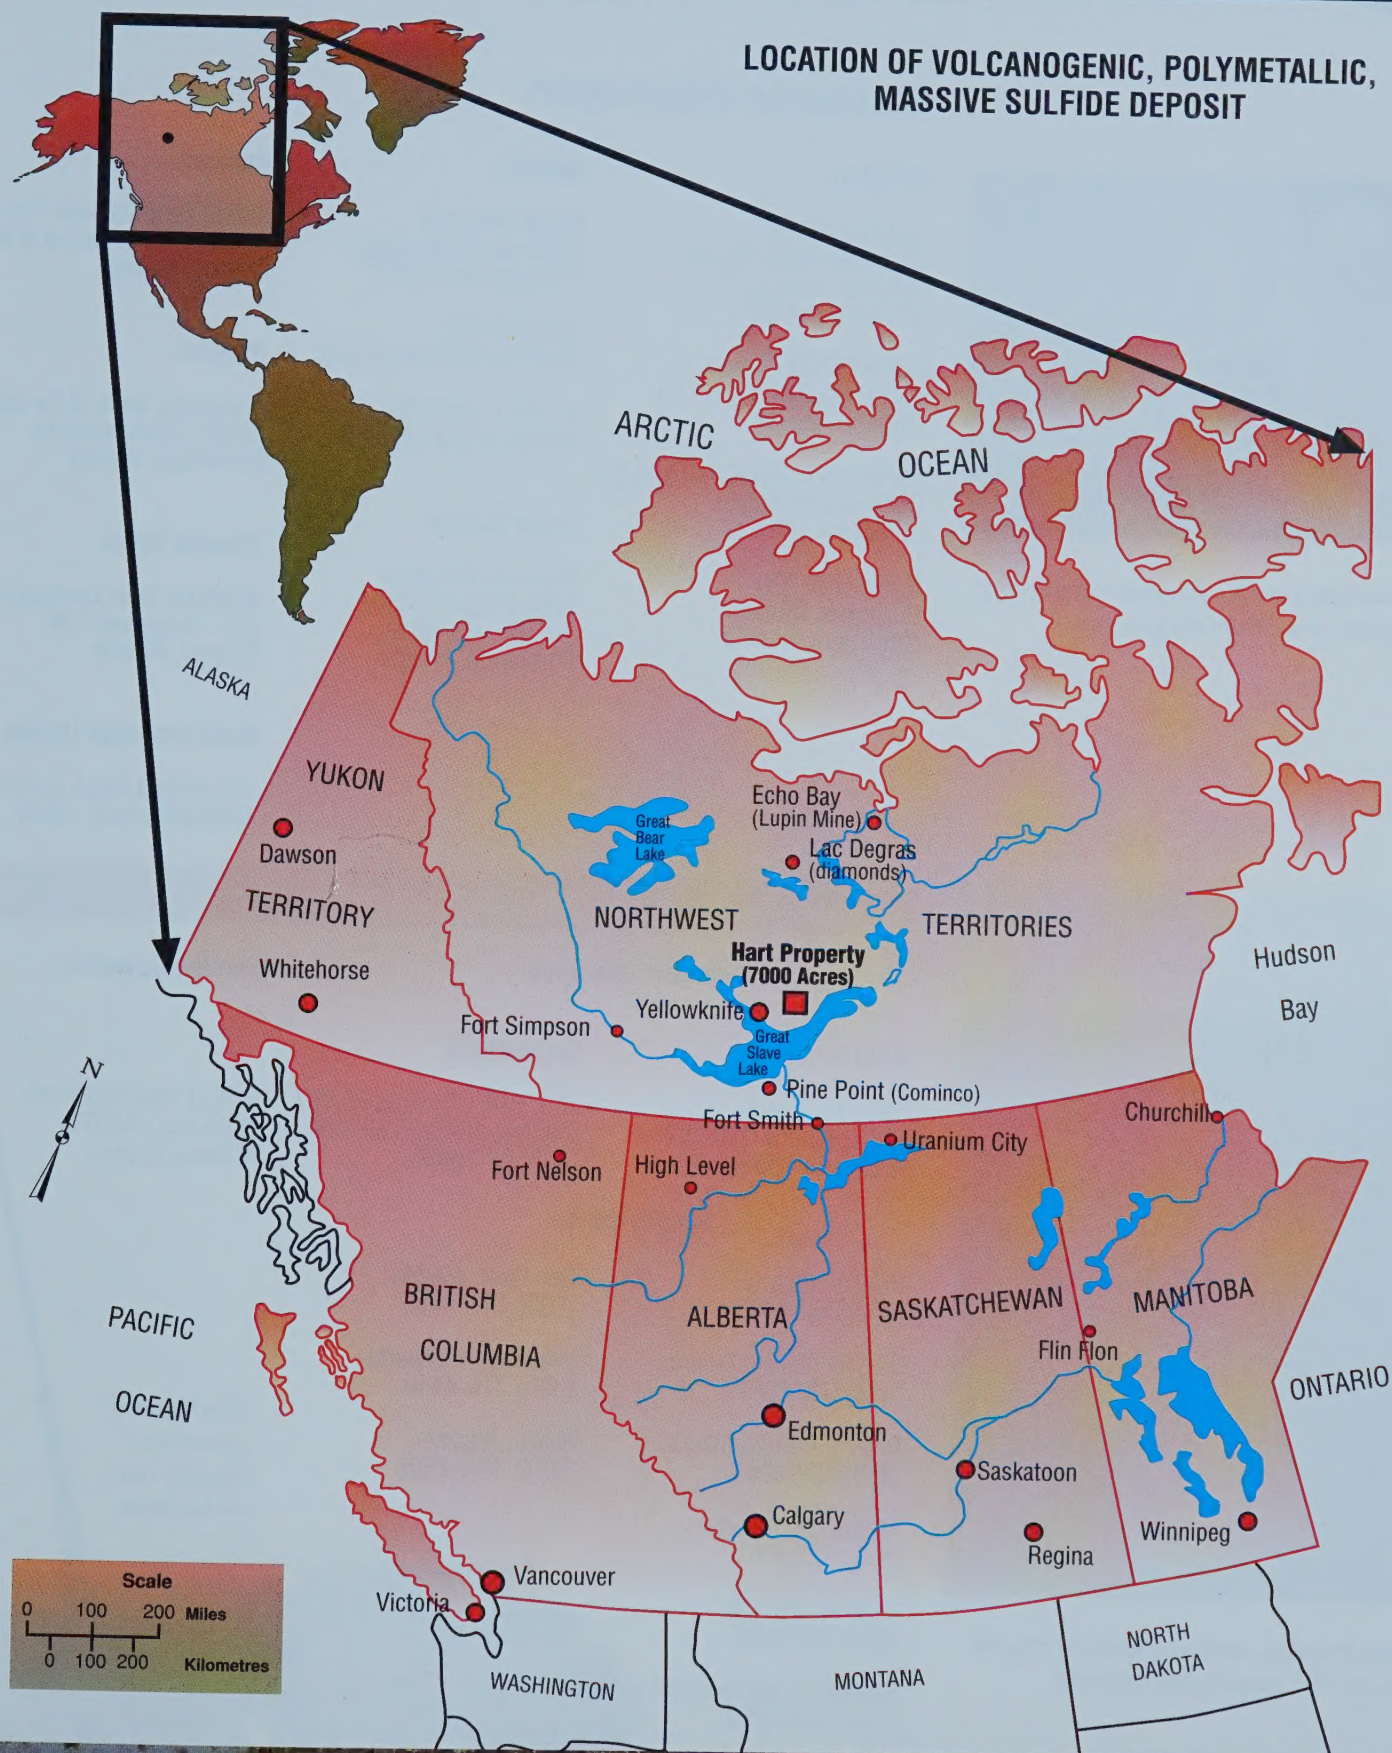 LOCATION OF VOLCANOGENIC, POLYMETALLIC,
MASSIVE SULFIDE DEPOSIT
ARCTIC
OCEAN
ALASKA
YUKON
Echo Bay
(Lupin Mine)
Great
Bear
Lake
Dawson
Lac Degras
(diamonds)
TERRITORY
NORTHWEST
TERRITORIES
Hart Property
(7000 Acres)
Hudson
Bay
Whitehorse
Yellowknife
Fort Simpson
Great
Slave
Lake
N
Pine Point (Cominco)
Fort Smith
Churchill
Uranium City
Fort Nelson
High Level
BRITISH
COLUMBIA
ALBERTA
SASKATCHEWAN
MANITOBA
PACIFIC
OCEAN
Flin Flon
ONTARIO
Edmonton
Saskatoon
Calgary
Winnipeg
Regina
Vancouver
Victoria
Scale
0 100 200 Miles
0 100 200 Kilometres
WASHINGTON
MONTANA
NORTH
DAKOTA